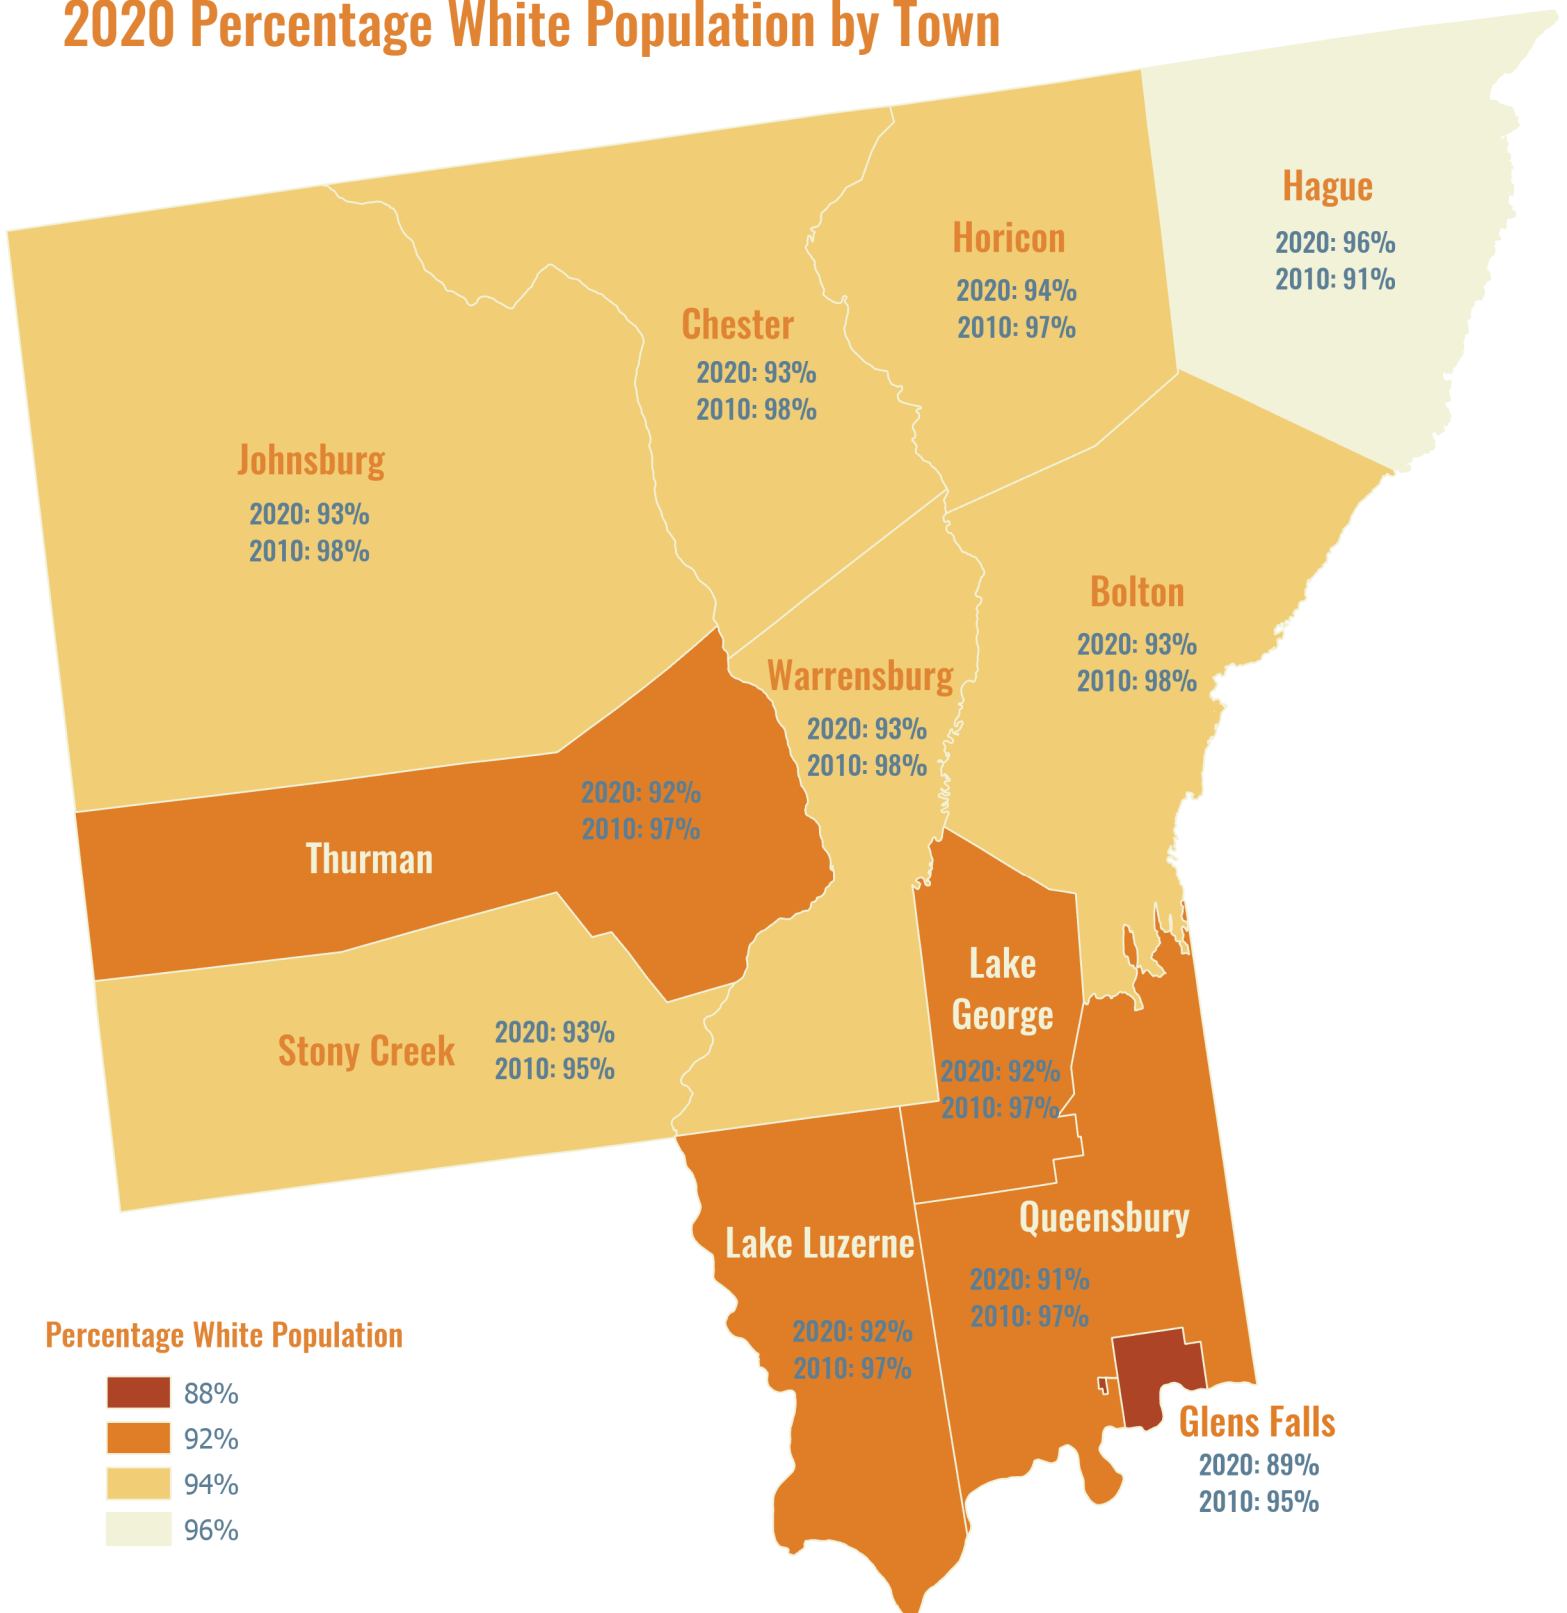 2020 Percentage White Population by Town
Hague
2020: 96%
2010: 91%
Horicon
2020: 94%
2010: 97%
Chester
2020: 93%
2010: 98%
Johnsburg
2020: 93%
2010: 98%
Bolton
2020: 93%
2010: 98%
Warrensburg
2020: 93%
2010: 98%
Thurman
2020: 92%
2010: 97%
Lake
George
2020: 92%
2010: 97%
Stony Creek
2020: 93%
2010: 95%
Queensbury
2020: 91%
2010: 97%
Lake Luzerne
2020: 92%
2010: 97%
Glens Falls
2020: 89%
2010: 95%
Percentage White Population
88%
92%
94%
96%